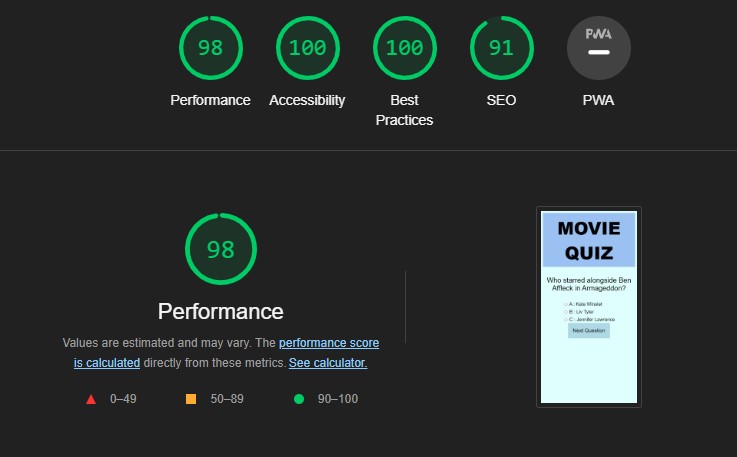 98
100
100
91
PWA
Performance
Accessibility
Best
Practices
SEO
PWA
98
Performance
Values are estimated and may vary. The performance score
is calculated directly from these metrics. See calculator.
0–49
50–89
90–100
MOVIE
QUIZ
Who starred alongside Ben
Affleck in Armageddon?
A : Kate Winslet
B : Liv Tyler
C : Jennifer Lawrence
Next Question